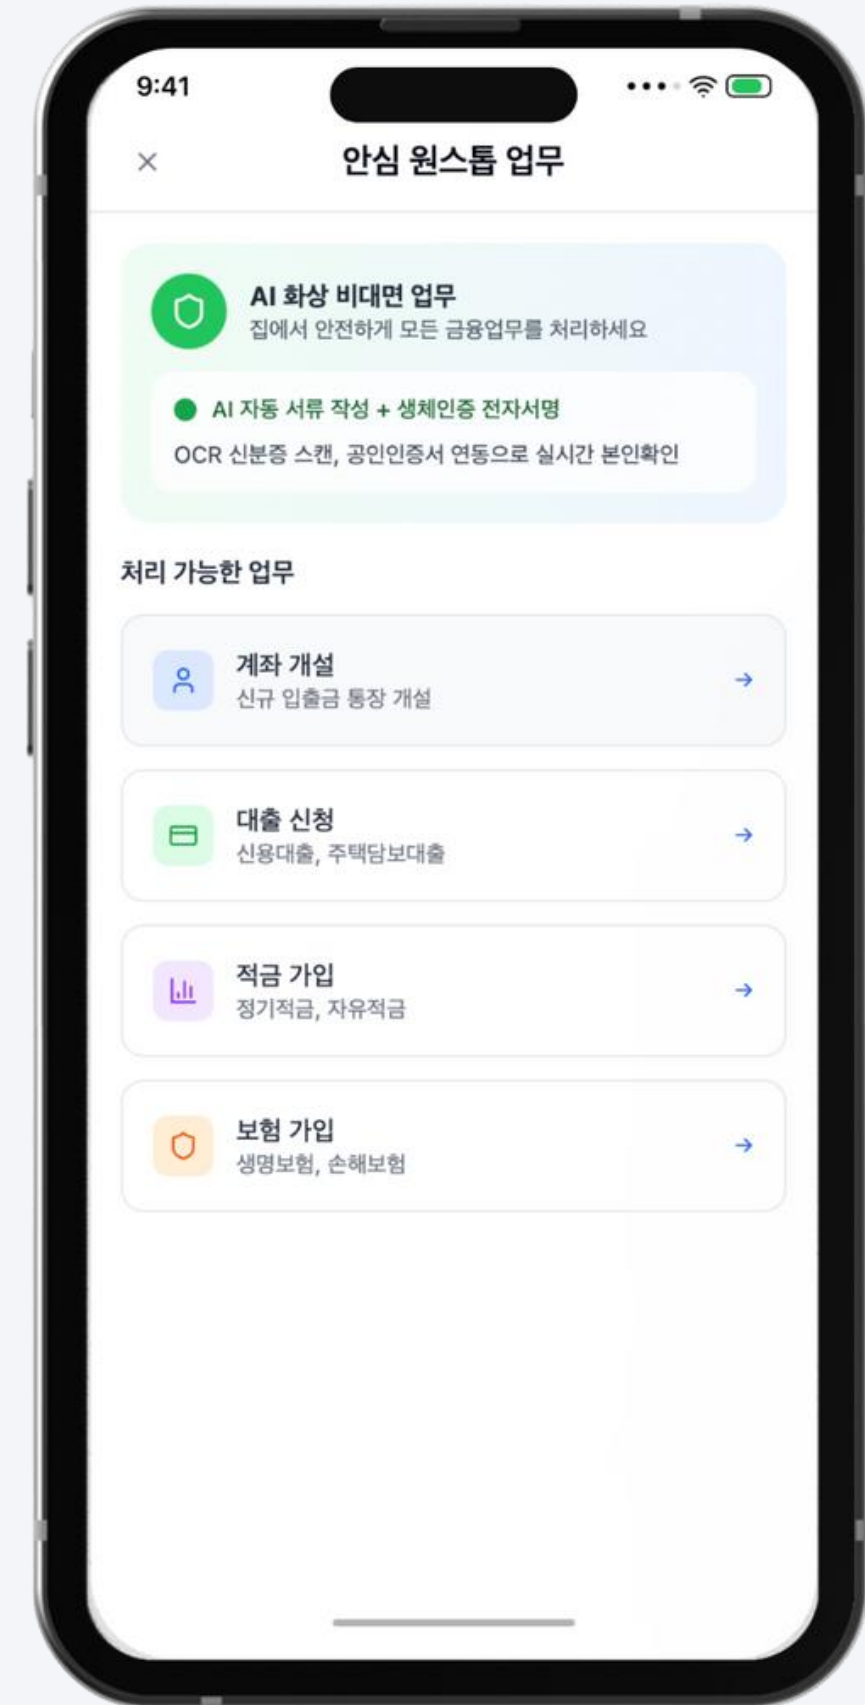 9:41
안심 원스톱 업무
AI 화상 비대면 업무
집에서 안전하게 모든 금융업무를 처리하세요
AI 자동 서류 작성 + 생체인증 전자서명
OCR 신분증 스캔, 공인인증서 연동으로 실시간 본인확인
처리 가능한 업무
계좌 개설
신규 입출금 통장 개설
대출 신청
신용대출, 주택담보대출
적금 가입
정기적금, 자유적금
보험 가입
생명보험, 손해보험